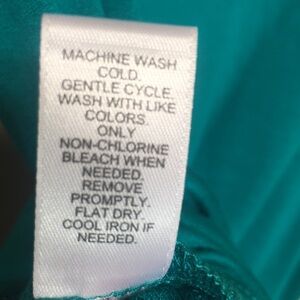 MACHINE WASH
COLD.
GENTLE CYCLE.
WASH WITH LIKE
COLORS.
ONLY
NON-CHLORINE
BLEACH WHEN
NEEDED.
REMOVE
PROMPTLY.
FLAT DRY.
COOL IRON IF
NEEDED.